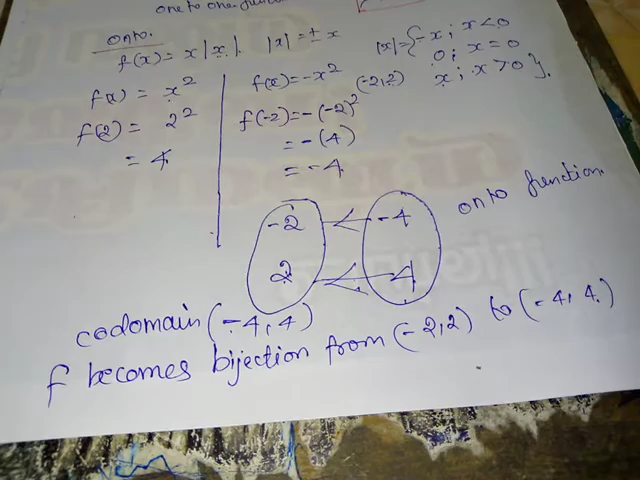 one to one function
onto.
f(x) = x|x|. |x| = ± x |x| = {-x ; x < 0
0 ; x = 0
x ; x > 0 }.
f(x) = x²
f(2) = 2²
= 4
f(x) = -x² (-2,2)
f(-2) = -(-2)²
= -(4)
= -4.
-2 < -4 onto function.
2 < 4
codomain (-4, 4)
f becomes bijection from (-2,2) to (-4, 4.)